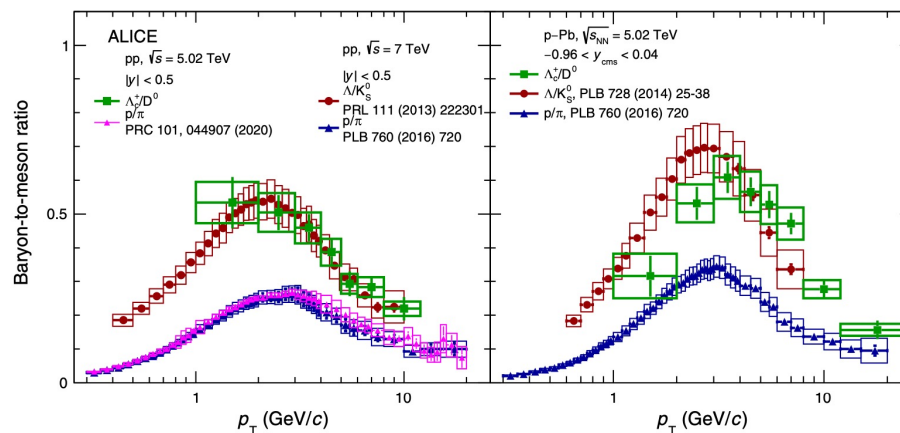 ALICE
pp, √s = 5.02 TeV
|y| < 0.5
Λc+/D0
p/π
PRC 101, 044907 (2020)
pp, √s = 7 TeV
|y| < 0.5
Λ/K0S
PRL 111 (2013) 222301
p/π
PLB 760 (2016) 720
p−Pb, √sNN = 5.02 TeV
-0.96 < ycms < 0.04
Λc+/D0
Λ/K0S, PLB 728 (2014) 25-38
p/π, PLB 760 (2016) 720
Baryon-to-meson ratio
1
0.5
0
1
10
1
10
pT (GeV/c)
pT (GeV/c)